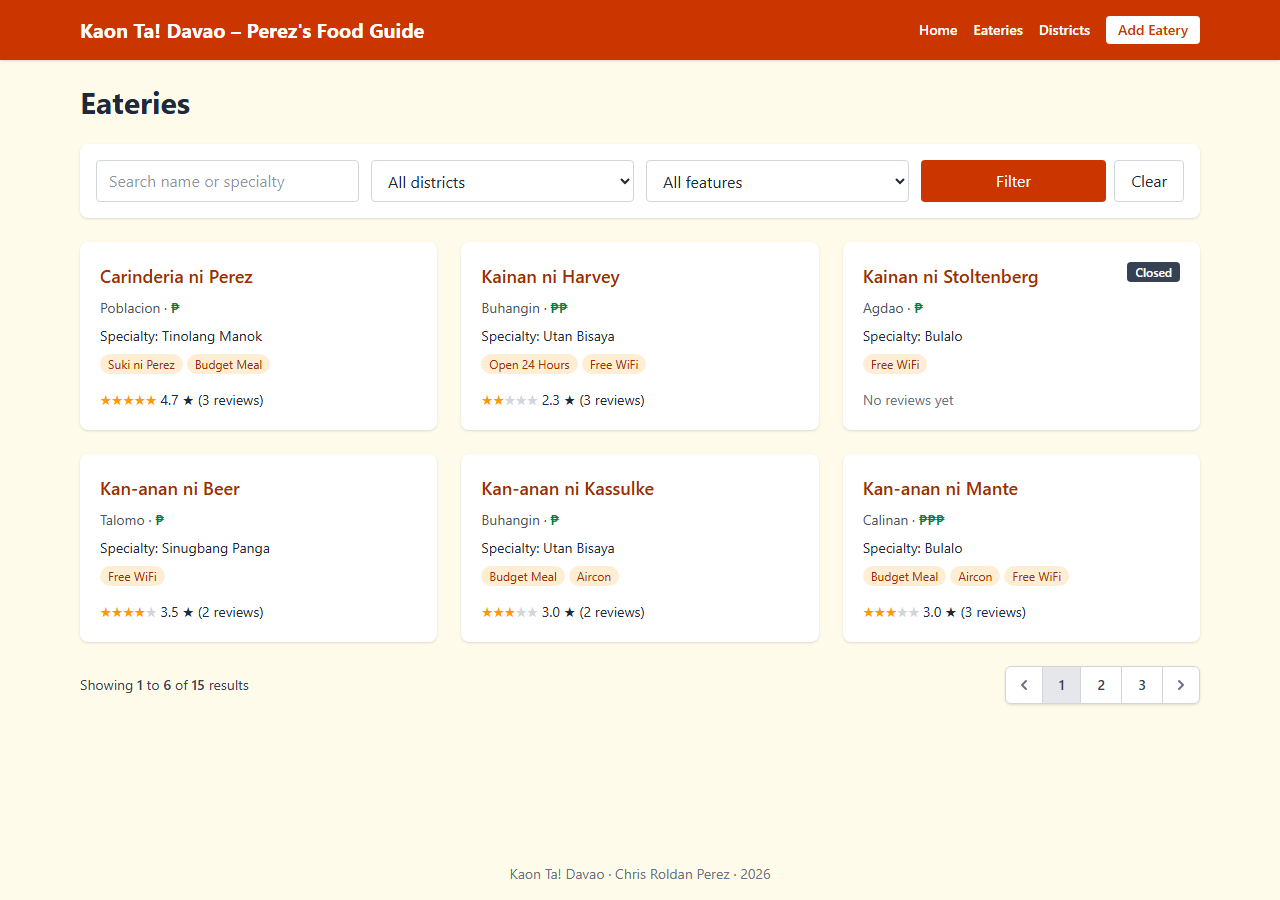 Kaon Ta! Davao – Perez's Food Guide
Home Eateries Districts Add Eatery
Eateries
Search name or specialty All districts All features Filter Clear
Carinderia ni Perez
Poblacion · ₱
Specialty: Tinolang Manok
Suki ni Perez Budget Meal
★★★★★ 4.7 ★ (3 reviews)
Kainan ni Harvey
Buhangin · ₱₱
Specialty: Utan Bisaya
Open 24 Hours Free WiFi
★★★★★ 2.3 ★ (3 reviews)
Kainan ni Stoltenberg Closed
Agdao · ₱
Specialty: Bulalo
Free WiFi
No reviews yet
Kan-anan ni Beer
Talomo · ₱
Specialty: Sinugbang Panga
Free WiFi
★★★★★ 3.5 ★ (2 reviews)
Kan-anan ni Kassulke
Buhangin · ₱
Specialty: Utan Bisaya
Budget Meal Aircon
★★★★★ 3.0 ★ (2 reviews)
Kan-anan ni Mante
Calinan · ₱₱₱
Specialty: Bulalo
Budget Meal Aircon Free WiFi
★★★★★ 3.0 ★ (3 reviews)
Showing 1 to 6 of 15 results
1 2 3
Kaon Ta! Davao · Chris Roldan Perez · 2026